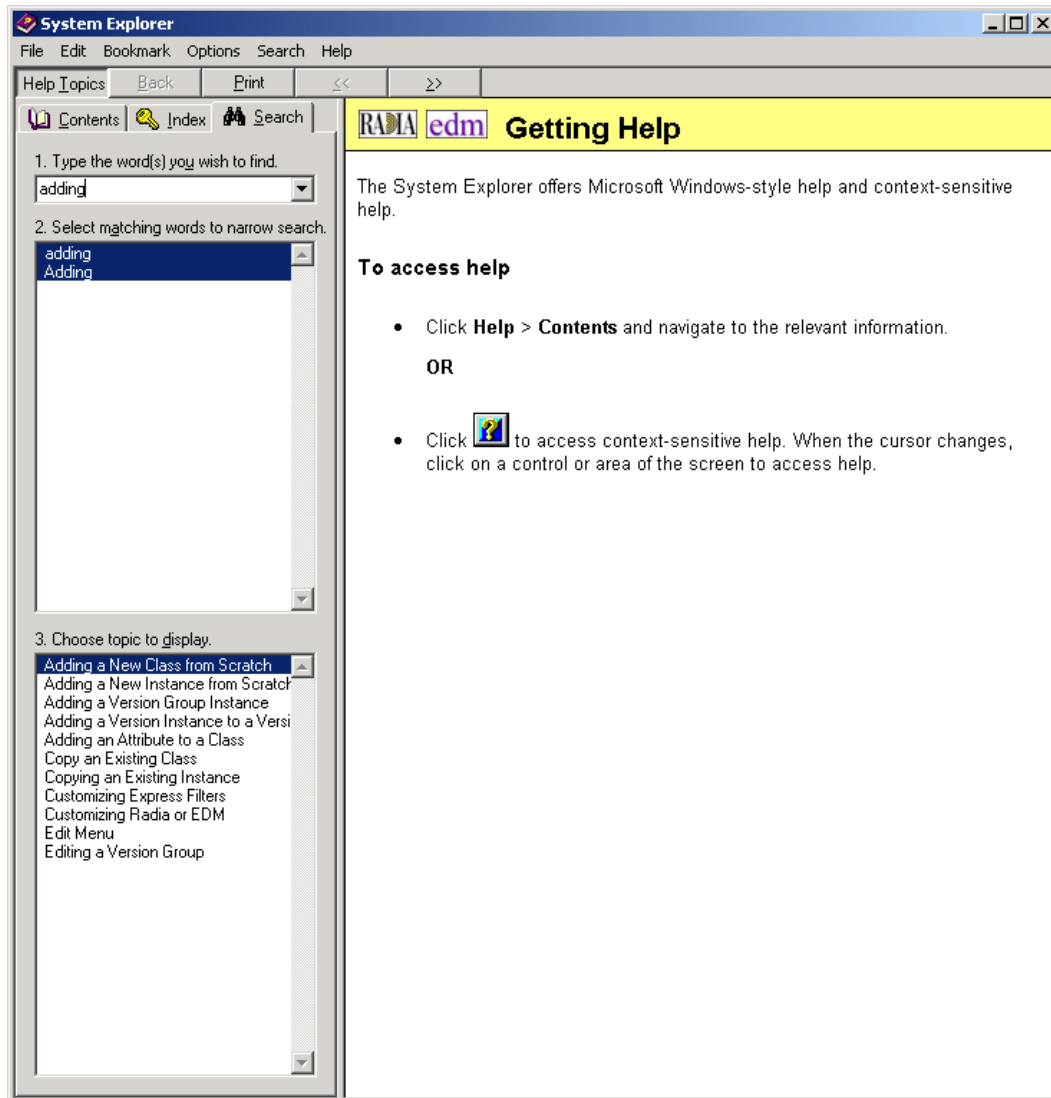 System Explorer
File Edit Bookmark Options Search Help
Help Topics Back Print << >>
Contents Index Search
1. Type the word(s) you wish to find.
adding
2. Select matching words to narrow search.
adding
Adding
3. Choose topic to display.
Adding a New Class from Scratch
Adding a New Instance from Scratch
Adding a Version Group Instance
Adding a Version Instance to a Versi
Adding an Attribute to a Class
Copy an Existing Class
Copying an Existing Instance
Customizing Express Filters
Customizing Radia or EDM
Edit Menu
Editing a Version Group
RADIA edm Getting Help
The System Explorer offers Microsoft Windows-style help and context-sensitive
help.
To access help
• Click Help > Contents and navigate to the relevant information.
OR
• Click ? to access context-sensitive help. When the cursor changes,
click on a control or area of the screen to access help.